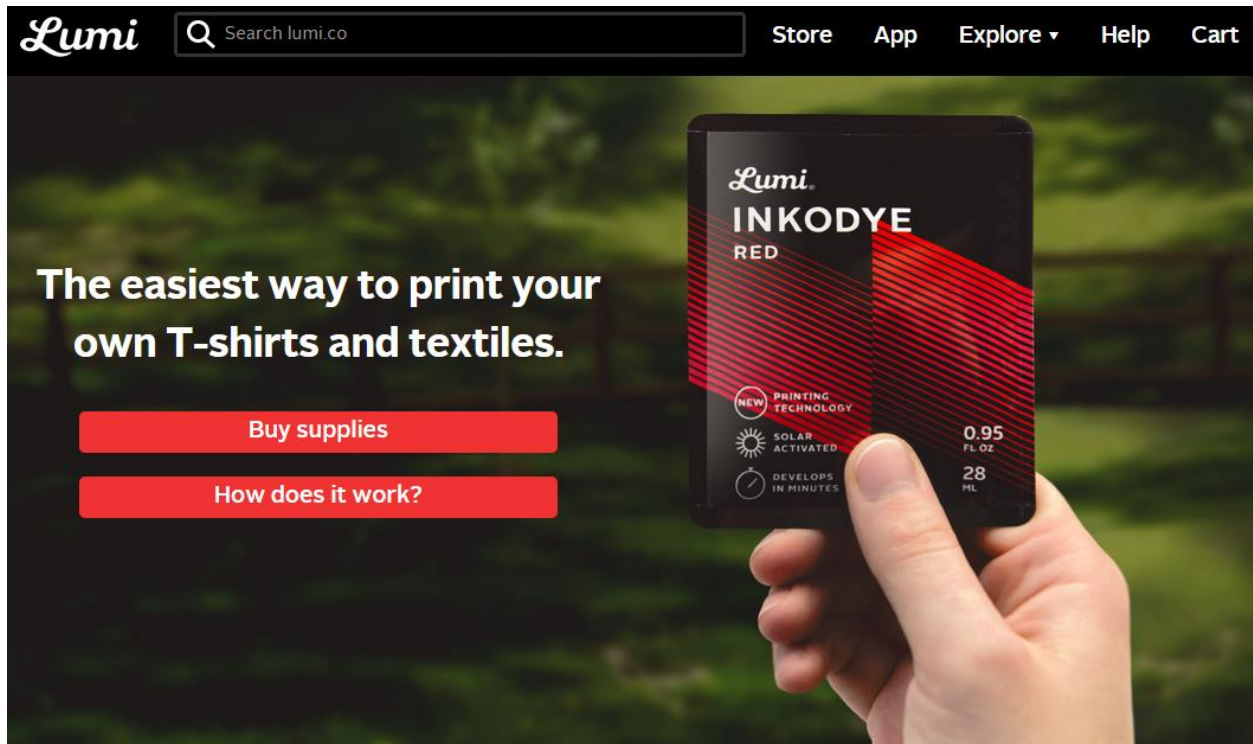 Lumi
Search lumi.co
Store
App
Explore ▾
Help
Cart
The easiest way to print your
own T-shirts and textiles.
Buy supplies
How does it work?
Lumi®
INKODYE
RED
NEW
PRINTING
TECHNOLOGY
SOLAR
ACTIVATED
DEVELOPS
IN MINUTES
0.95
FL OZ
28
ML